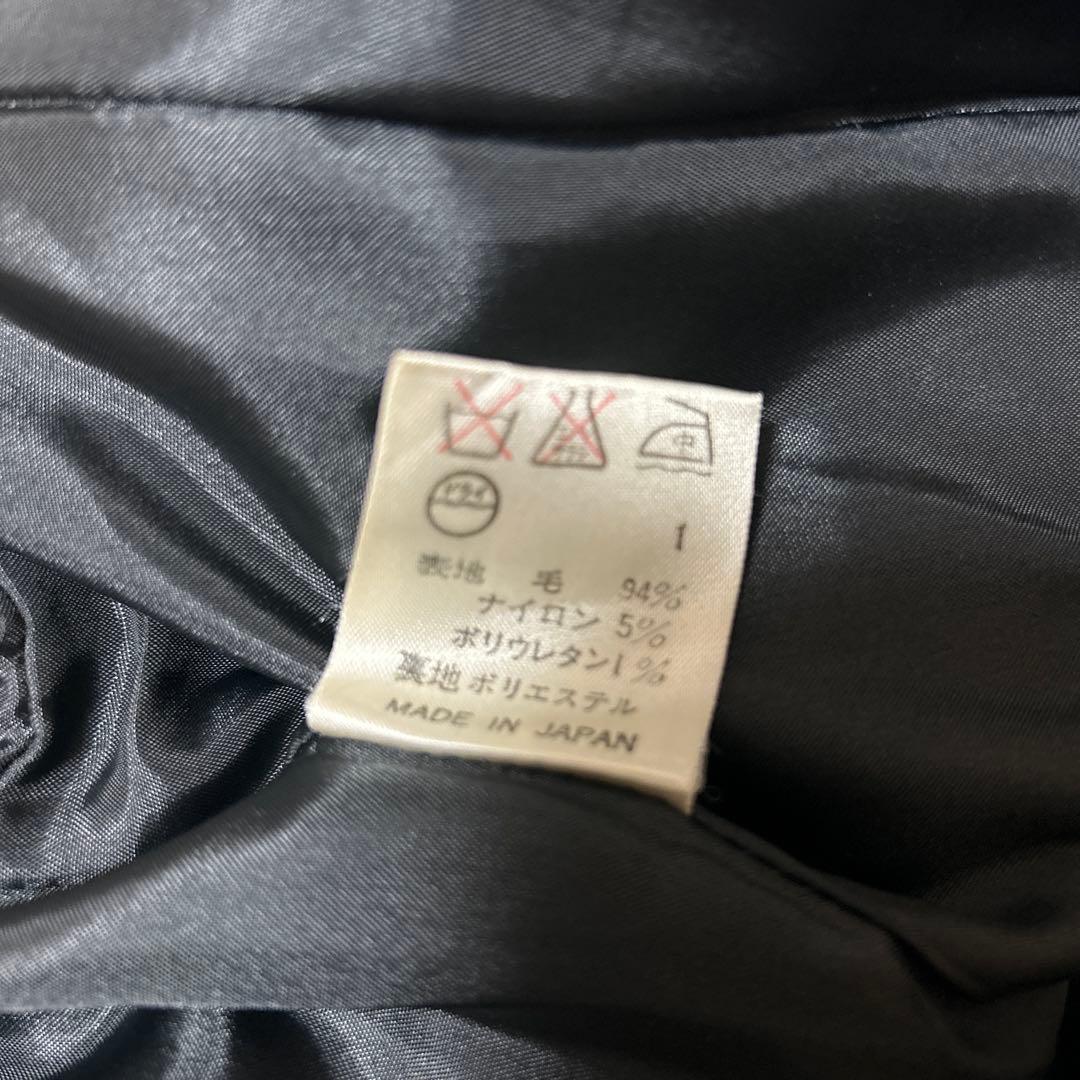 中
ドライ
1
表地 毛 94%
ナイロン 5%
ポリウレタン1%
裏地 ポリエステル
MADE IN JAPAN